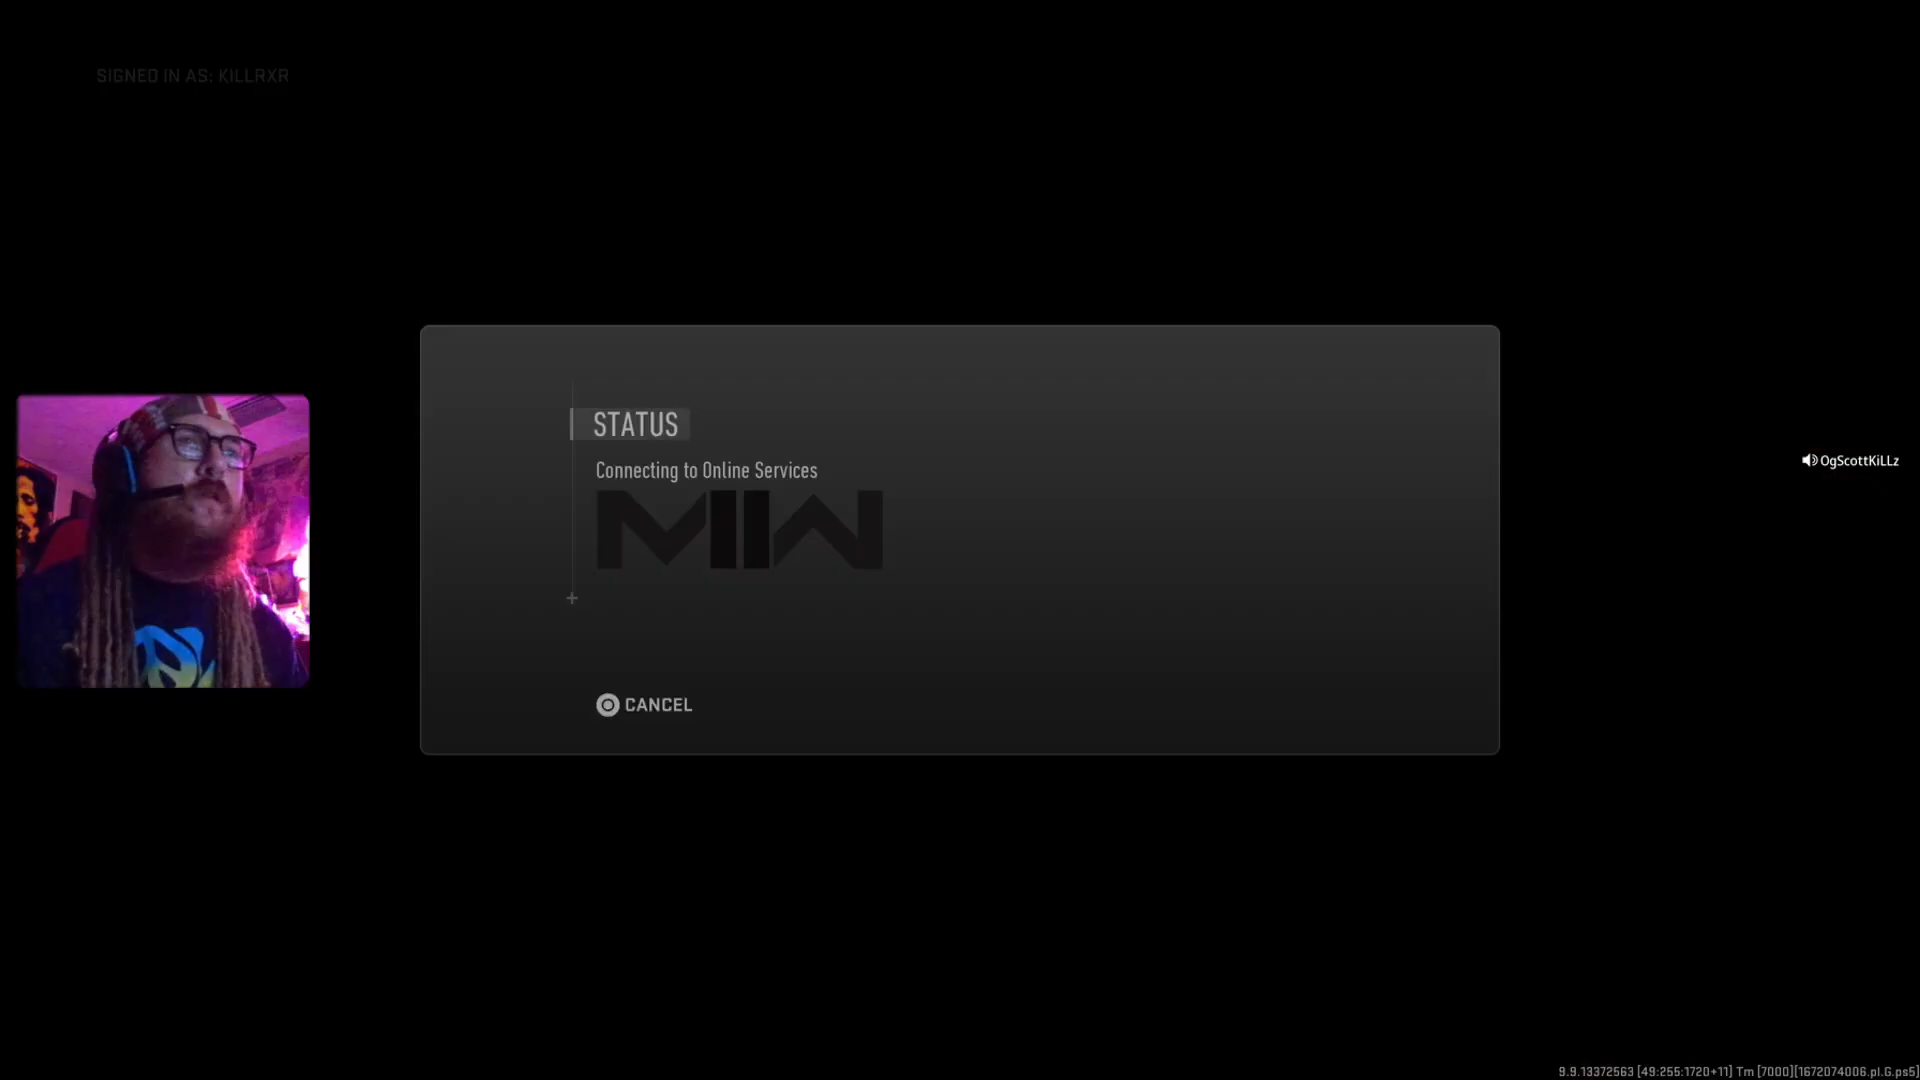 SIGNED IN AS: KILLRXR
STATUS
Connecting to Online Services
MIIW
OgScottKiLLz
CANCEL
9.9.13372563 [49:255:1720+11] Tm [7000][1672074006.pl.G.ps5]